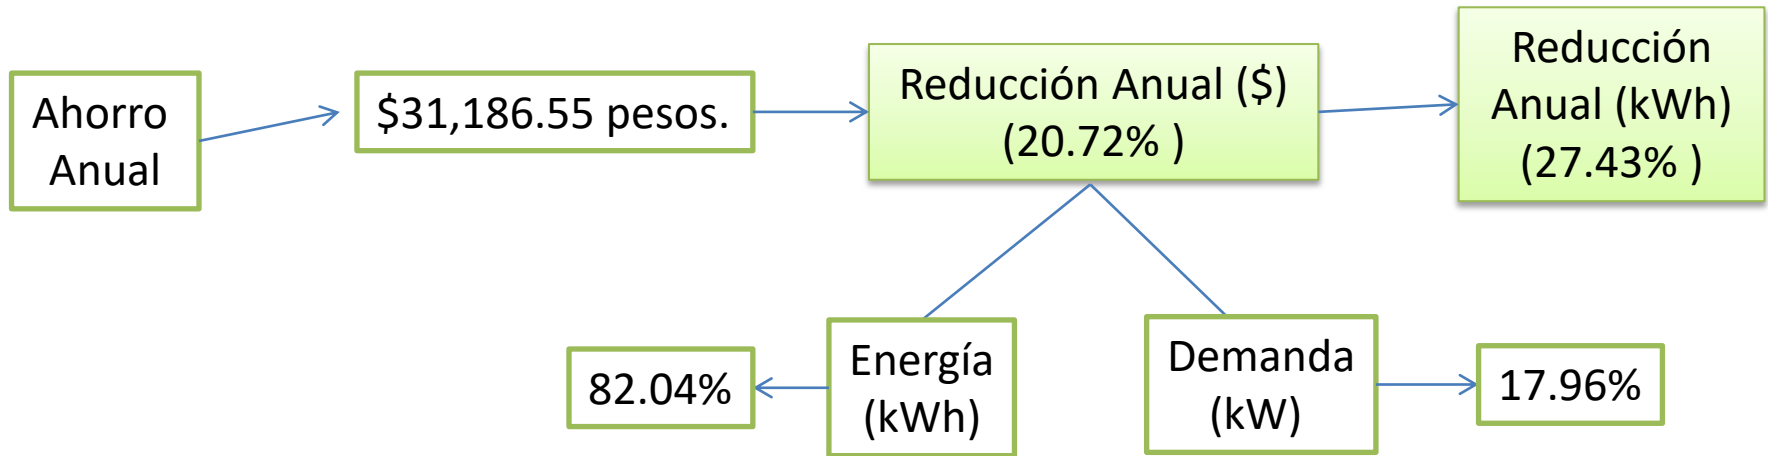 Ahorro
Anual
$31,186.55 pesos.
Reducción Anual ($)
(20.72% )
Reducción
Anual (kWh)
(27.43% )
82.04%
Energía
(kWh)
Demanda
(kW)
17.96%